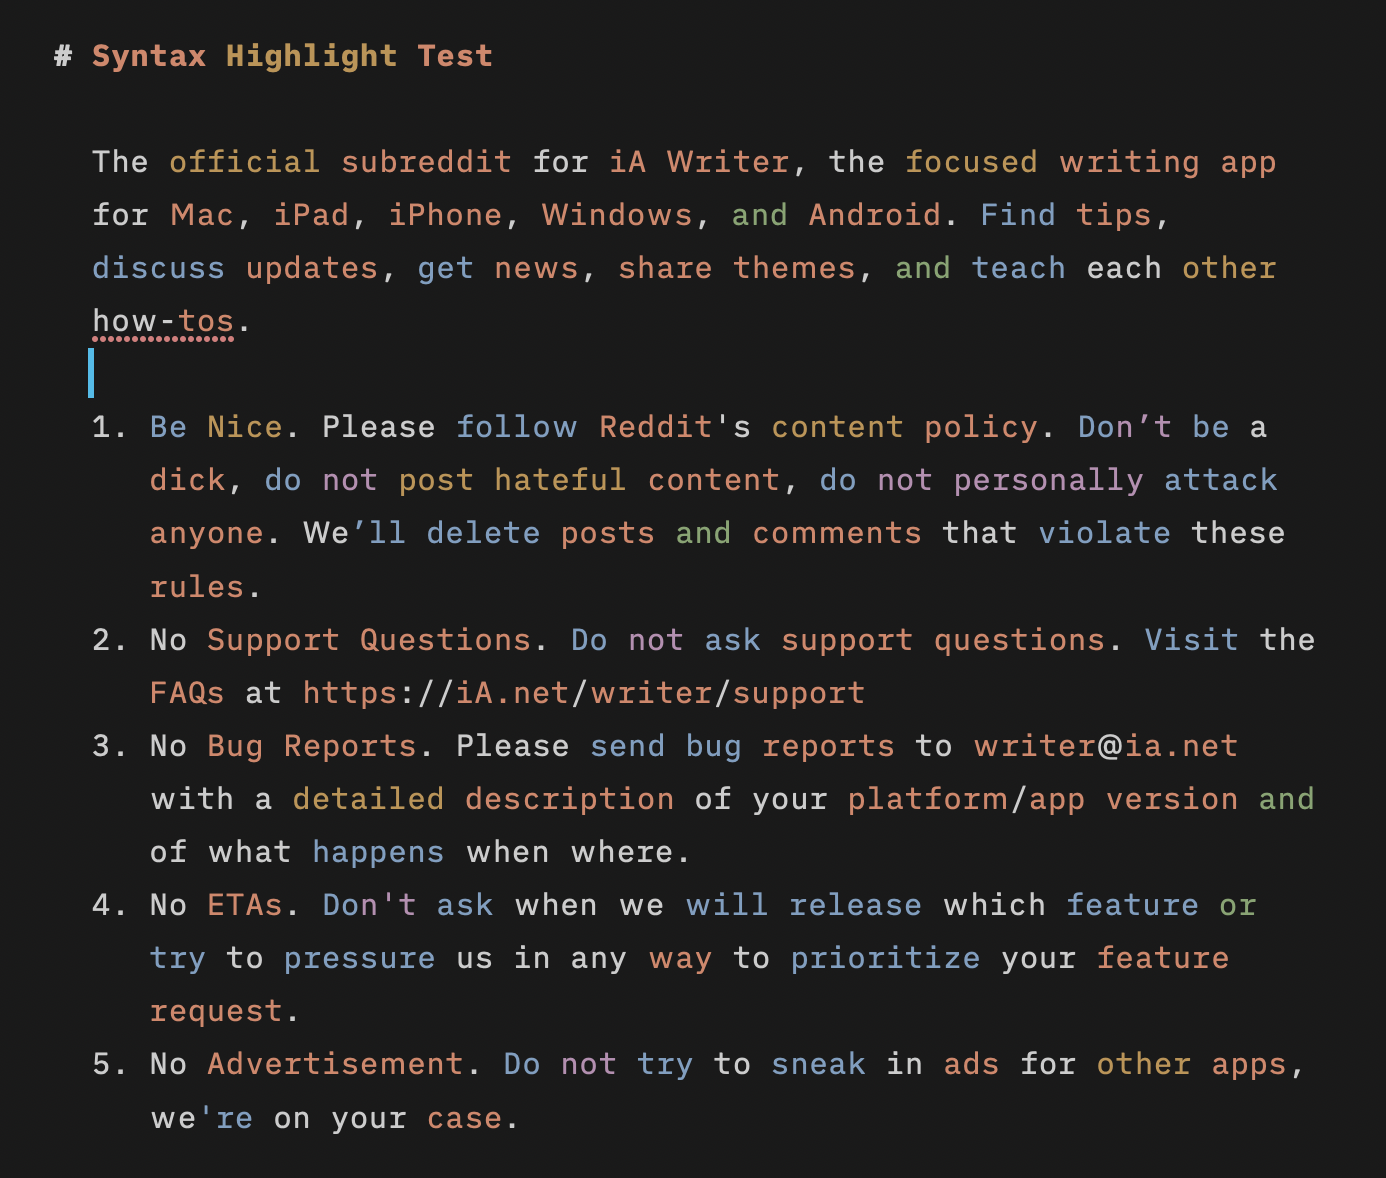 # Syntax Highlight Test
The official subreddit for iA Writer, the focused writing app
for Mac, iPad, iPhone, Windows, and Android. Find tips,
discuss updates, get news, share themes, and teach each other
how-tos.
1. Be Nice. Please follow Reddit's content policy. Don’t be a
dick, do not post hateful content, do not personally attack
anyone. We’ll delete posts and comments that violate these
rules.
2. No Support Questions. Do not ask support questions. Visit the
FAQs at https://iA.net/writer/support
3. No Bug Reports. Please send bug reports to writer@ia.net
with a detailed description of your platform/app version and
of what happens when where.
4. No ETAs. Don't ask when we will release which feature or
try to pressure us in any way to prioritize your feature
request.
5. No Advertisement. Do not try to sneak in ads for other apps,
we're on your case.